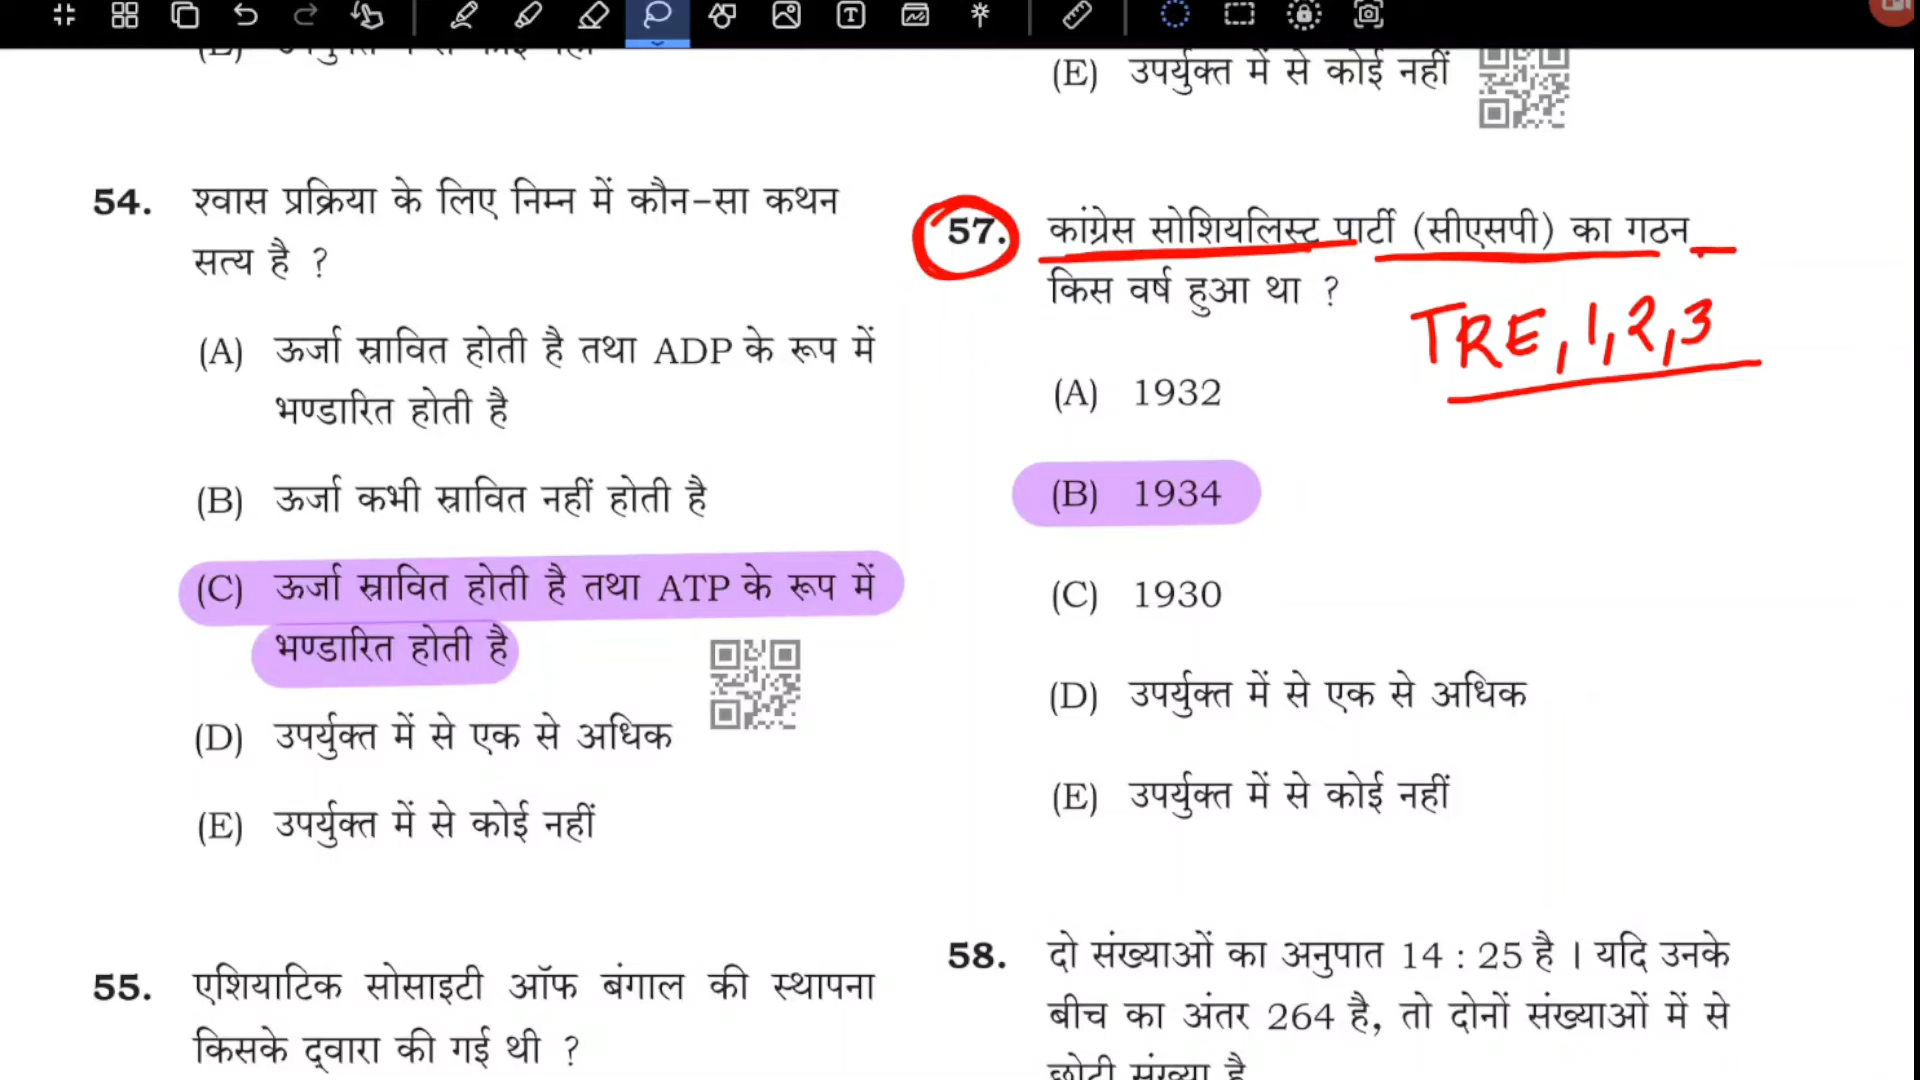 (E) उपर्युक्त में से कोई नहीं
54. श्वास प्रक्रिया के लिए निम्न में कौन-सा कथन
सत्य है ?
(A) ऊर्जा स्रावित होती है तथा ADP के रूप में
भण्डारित होती है
(B) ऊर्जा कभी स्रावित नहीं होती है
(C) ऊर्जा स्रावित होती है तथा ATP के रूप में
भण्डारित होती है
(D) उपर्युक्त में से एक से अधिक
(E) उपर्युक्त में से कोई नहीं
55. एशियाटिक सोसाइटी ऑफ बंगाल की स्थापना
किसके द्वारा की गई थी ?
(E) उपर्युक्त में से कोई नहीं
57. कांग्रेस सोशियलिस्ट पार्टी (सीएसपी) का गठन
किस वर्ष हुआ था ?
TRE, 1, 2, 3
(A) 1932
(B) 1934
(C) 1930
(D) उपर्युक्त में से एक से अधिक
(E) उपर्युक्त में से कोई नहीं
58. दो संख्याओं का अनुपात 14 : 25 है । यदि उनके
बीच का अंतर 264 है, तो दोनों संख्याओं में से
छोटी संख्या है